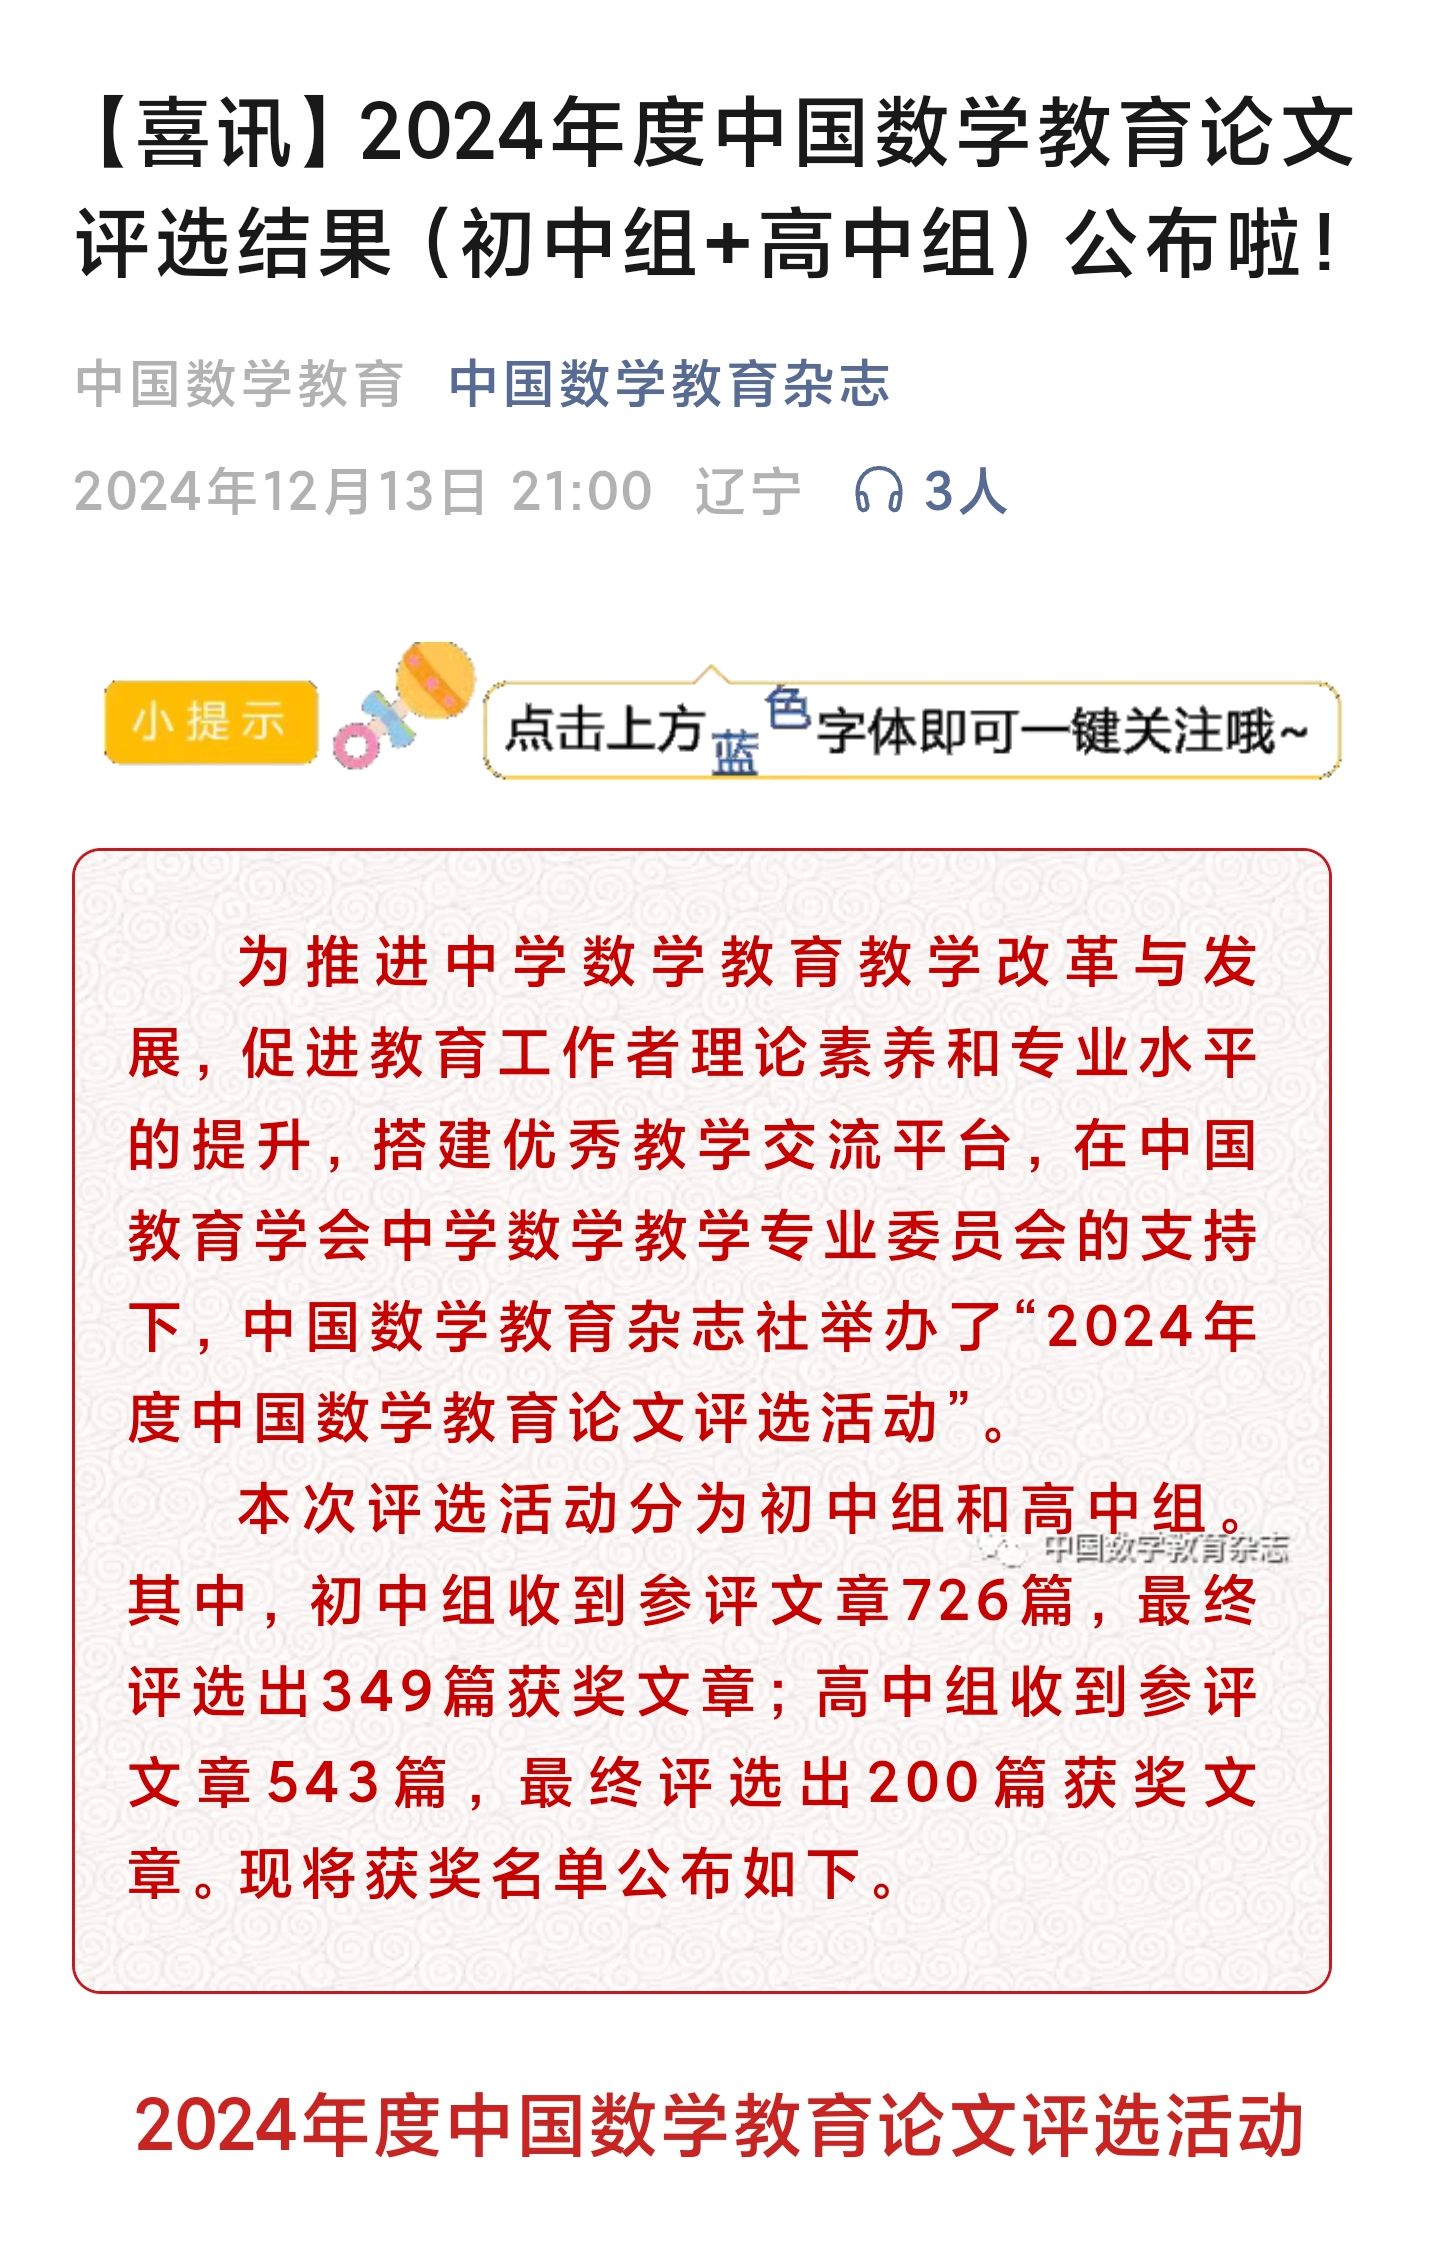 【喜讯】2024年度中国数学教育论文
评选结果（初中组+高中组）公布啦！
中国数学教育 中国数学教育杂志
2024年12月13日 21:00 辽宁 3人
小提示 点击上方蓝色字体即可一键关注哦~
为推进中学数学教育教学改革与发
展，促进教育工作者理论素养和专业水平
的提升，搭建优秀教学交流平台，在中国
教育学会中学数学教学专业委员会的支持
下，中国数学教育杂志社举办了“2024年
度中国数学教育论文评选活动”。
本次评选活动分为初中组和高中组。
中国数学教育杂志
其中，初中组收到参评文章726篇，最终
评选出349篇获奖文章；高中组收到参评
文章543篇，最终评选出200篇获奖文
章。现将获奖名单公布如下。
2024年度中国数学教育论文评选活动